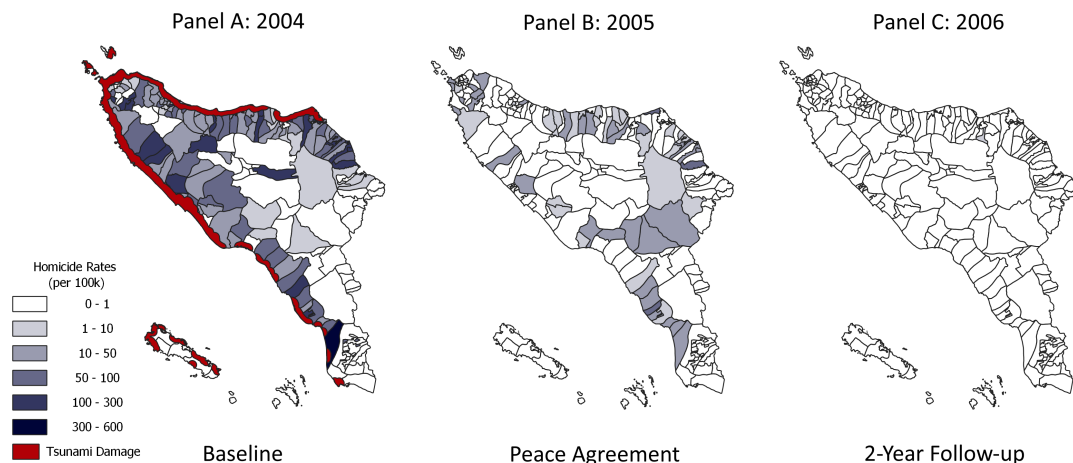 Panel A: 2004
Panel B: 2005
Panel C: 2006
Homicide Rates
(per 100k)
0 - 1
1 - 10
10 - 50
50 - 100
100 - 300
300 - 600
Tsunami Damage
Baseline
Peace Agreement
2-Year Follow-up